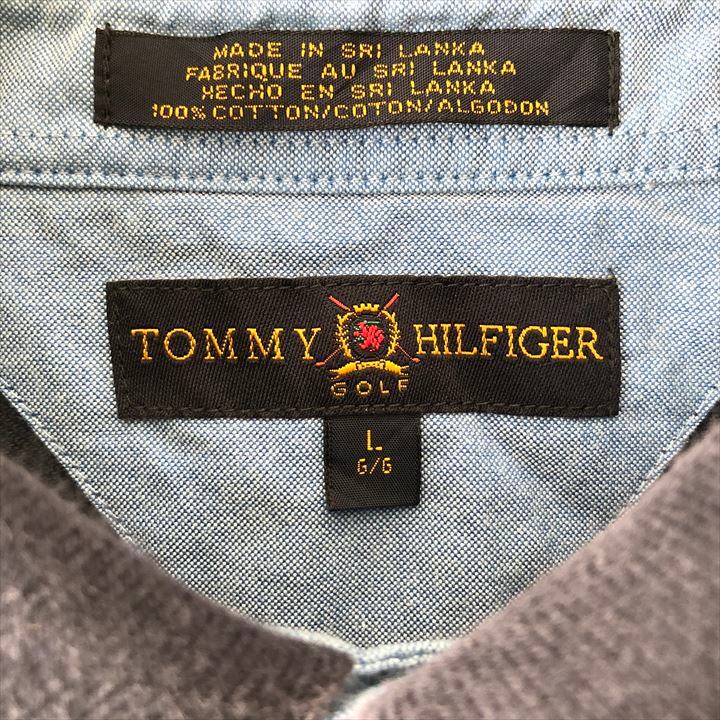 MADE IN SRI LANKA
FABRIQUE AU SRI LANKA
HECHO EN SRI LANKA
100% COTTON/COTON/ALGODON
TOMMY HILFIGER
GOLF
L
G/G